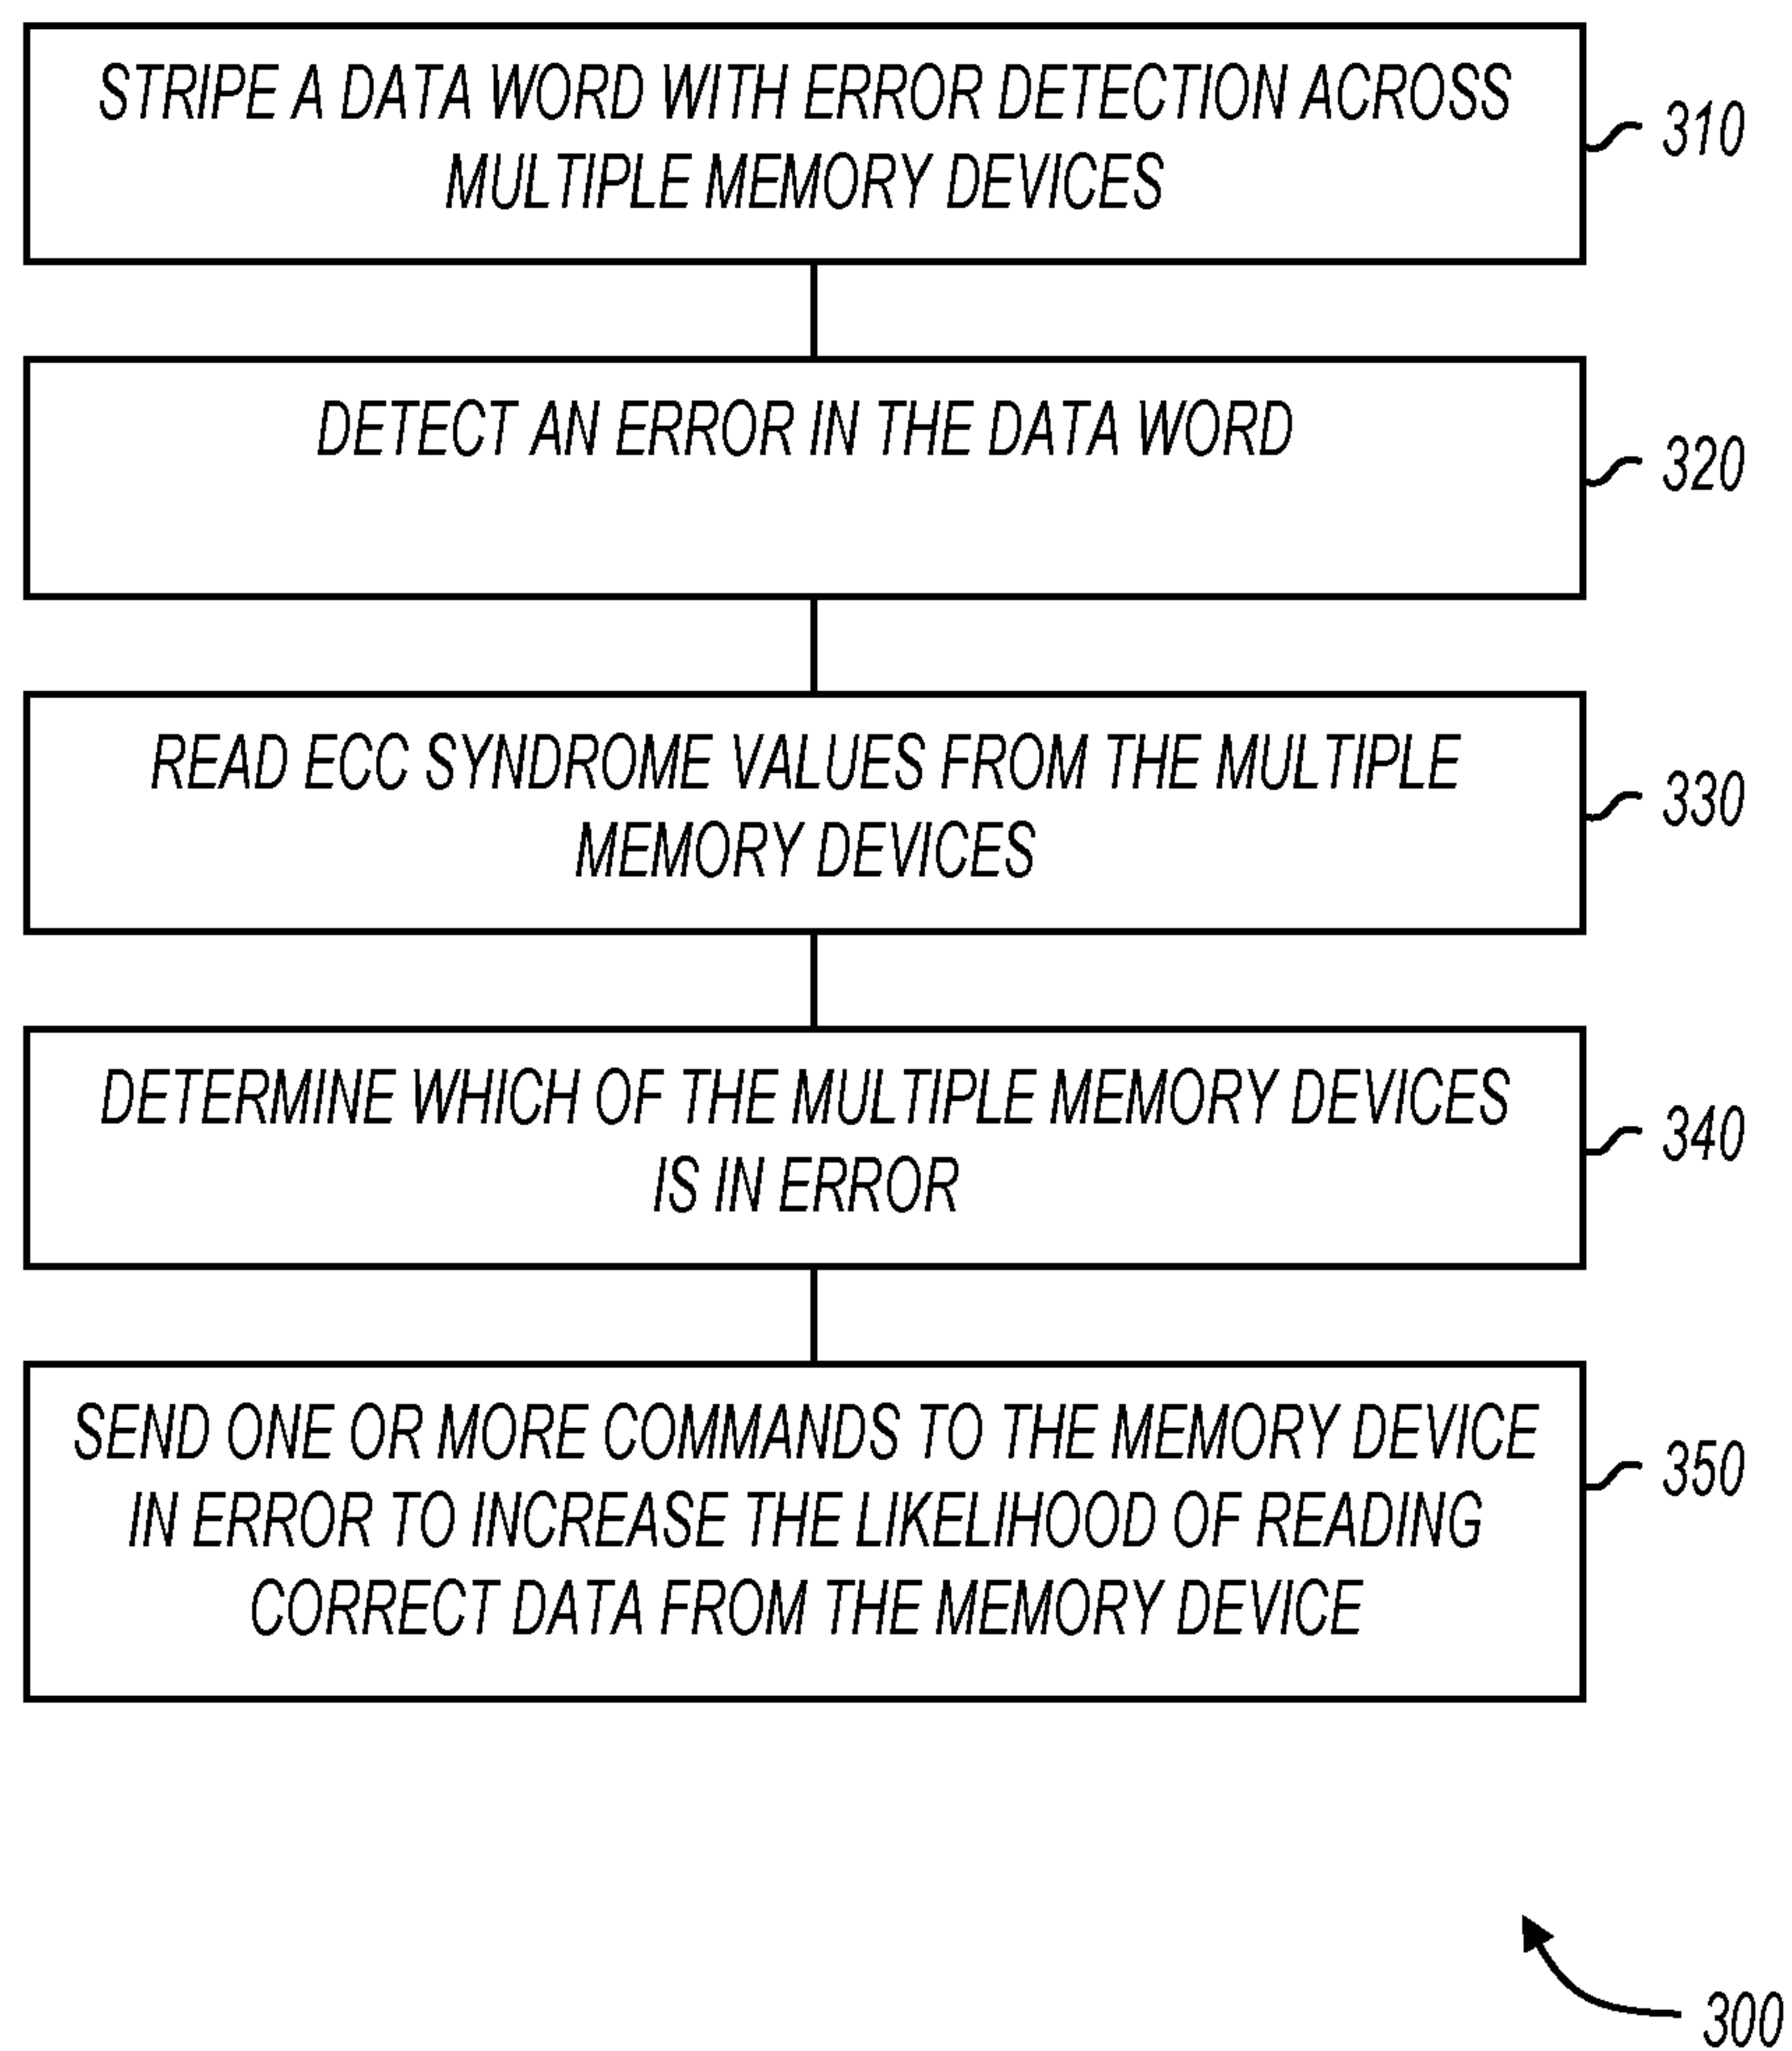 STRIPE A DATA WORD WITH ERROR DETECTION ACROSS
MULTIPLE MEMORY DEVICES
310
DETECT AN ERROR IN THE DATA WORD
320
READ ECC SYNDROME VALUES FROM THE MULTIPLE
MEMORY DEVICES
330
DETERMINE WHICH OF THE MULTIPLE MEMORY DEVICES
IS IN ERROR
340
SEND ONE OR MORE COMMANDS TO THE MEMORY DEVICE
IN ERROR TO INCREASE THE LIKELIHOOD OF READING
CORRECT DATA FROM THE MEMORY DEVICE
350
300